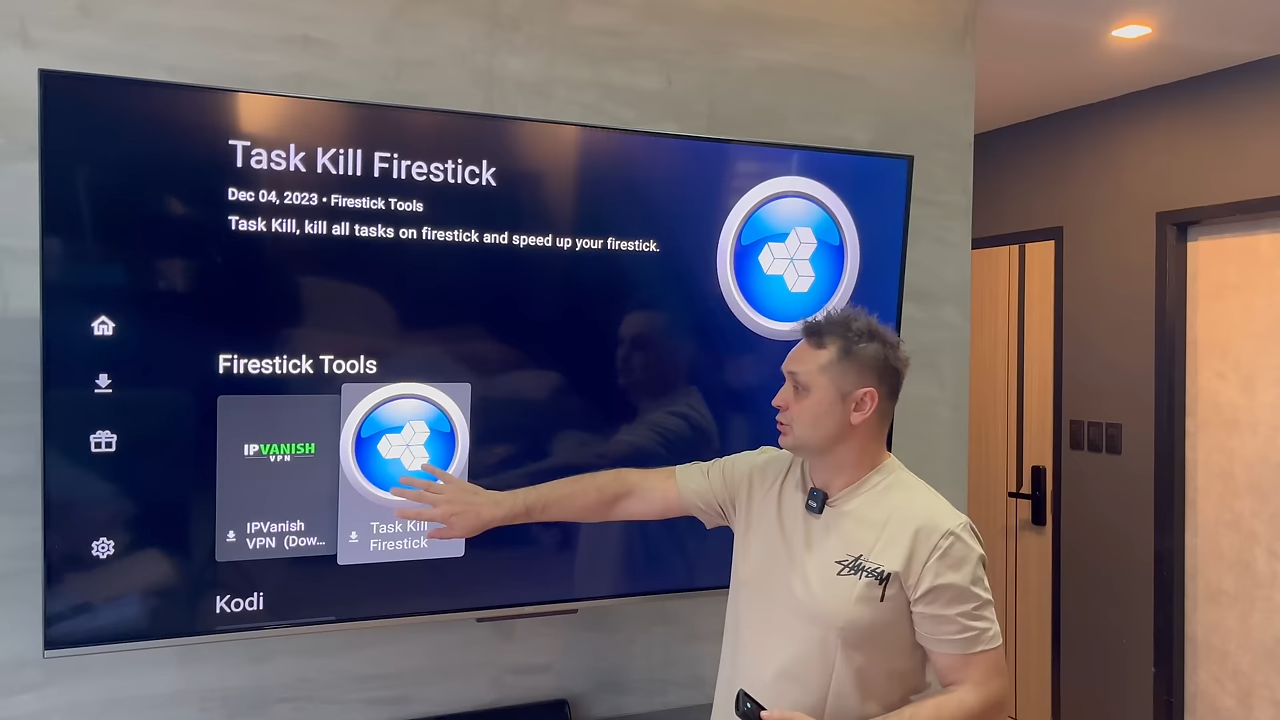 Task Kill Firestick
Dec 04, 2023 • Firestick Tools
Task Kill, kill all tasks on firestick and speed up your firestick.
Firestick Tools
IPVANISH
VPN
IPVanish
VPN (Dow...
Task Kill
Firestick
Kodi
STÜSSY